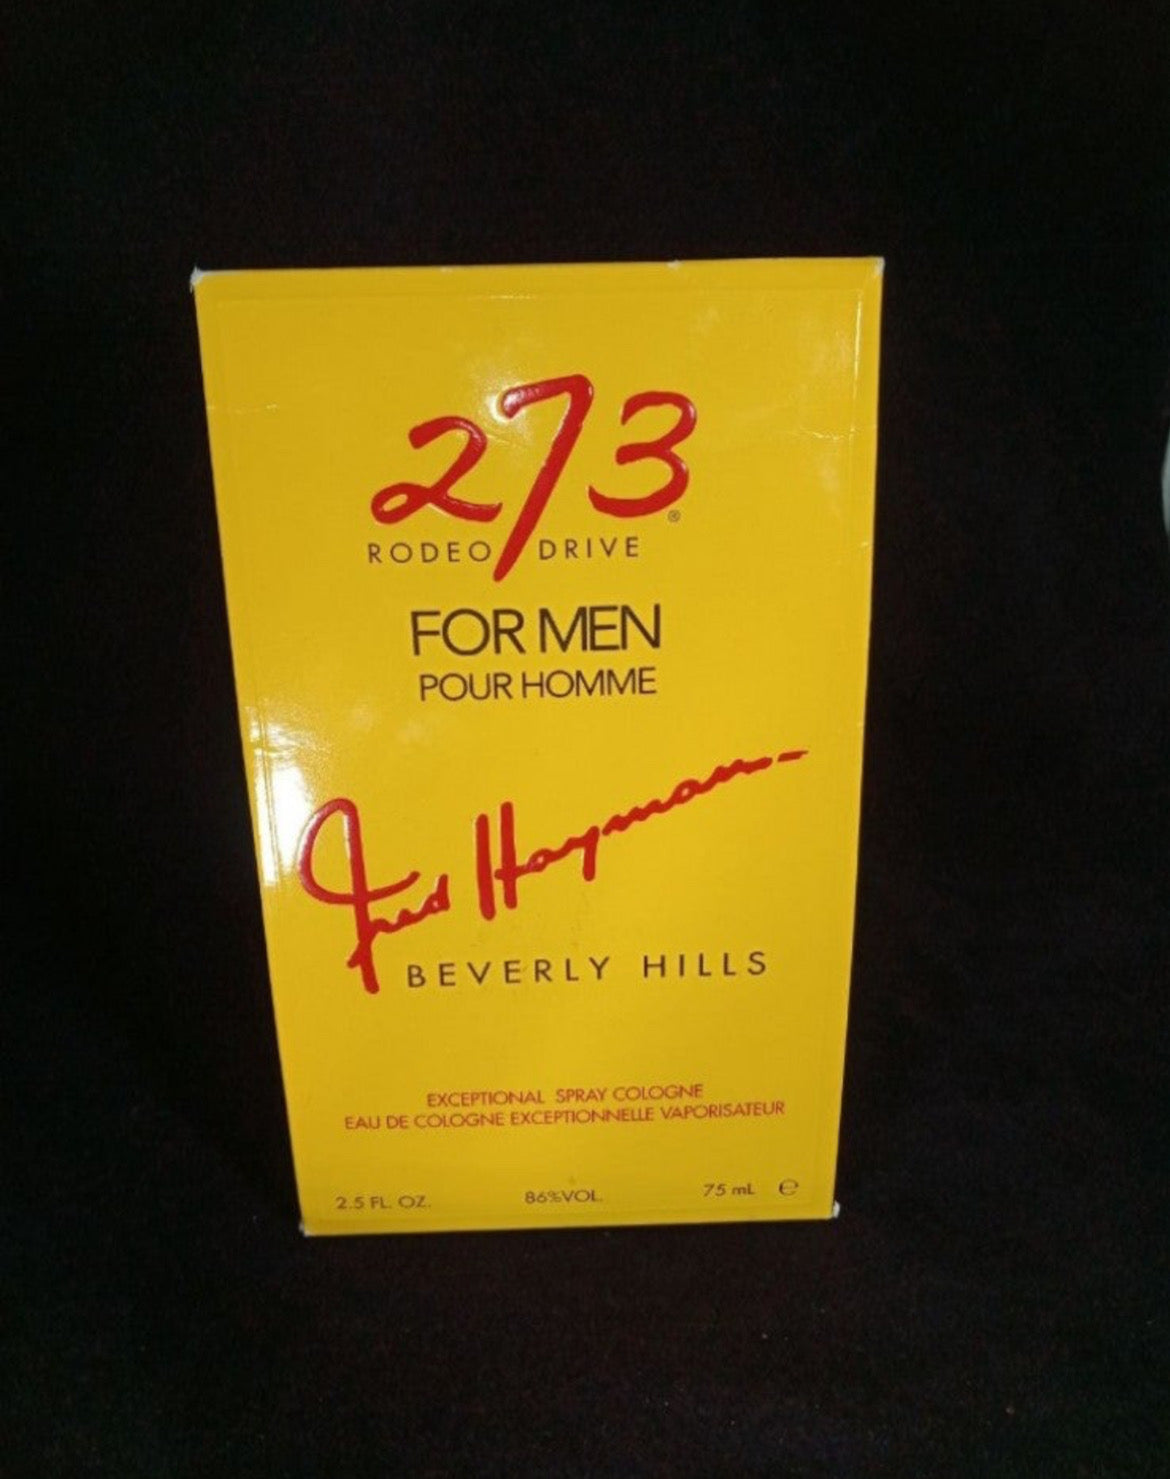 273®
RODEO DRIVE
FOR MEN
POUR HOMME
Fred Hayman
BEVERLY HILLS
EXCEPTIONAL SPRAY COLOGNE
EAU DE COLOGNE EXCEPTIONNELLE VAPORISATEUR
2.5 FL. OZ. 86%VOL. 75 mL ℮